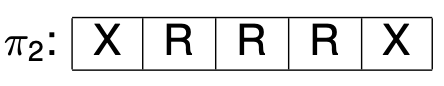 π₂: X R R R X